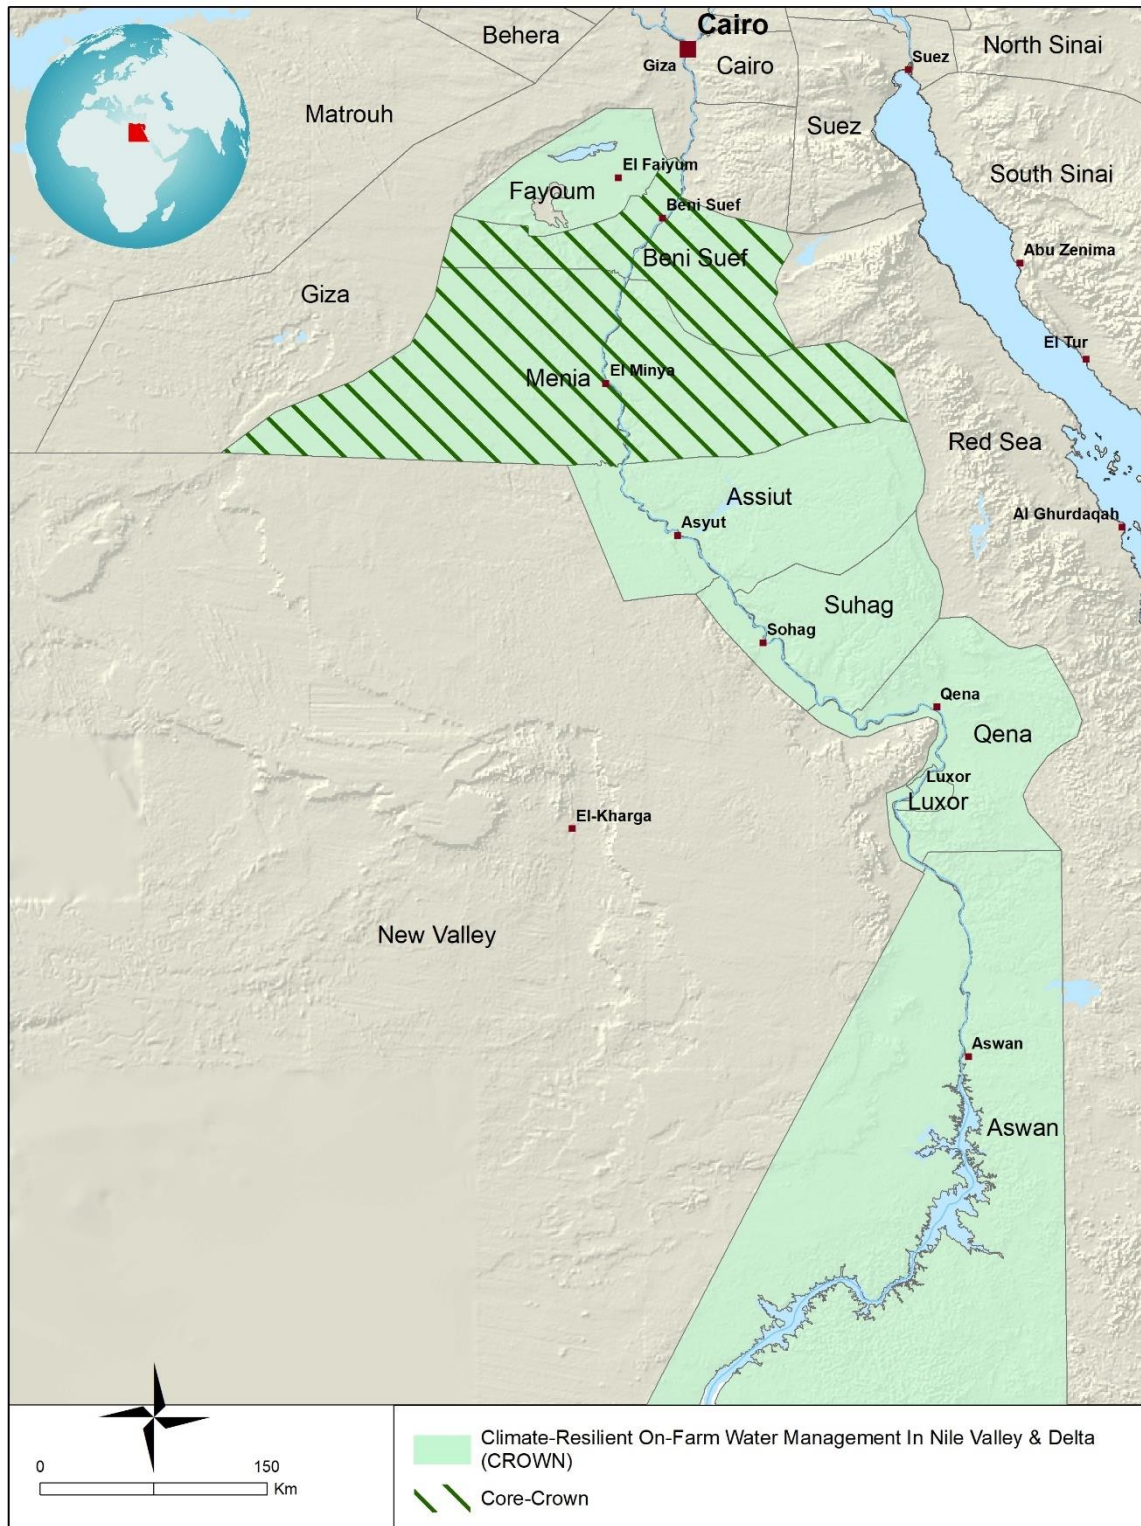 Cairo
Behera
North Sinai
Suez
Giza
Cairo
Matrouh
Suez
El Faiyum
South Sinai
Fayoum
Beni Suef
Abu Zenima
Beni Suef
Giza
El Tur
Menia
El Minya
Red Sea
Assiut
Al Ghurdaqah
Asyut
Suhag
Sohag
Qena
Qena
Luxor
Luxor
El-Kharga
New Valley
Aswan
Aswan
0
150
Km
Climate-Resilient On-Farm Water Management In Nile Valley & Delta
(CROWN)
Core-Crown